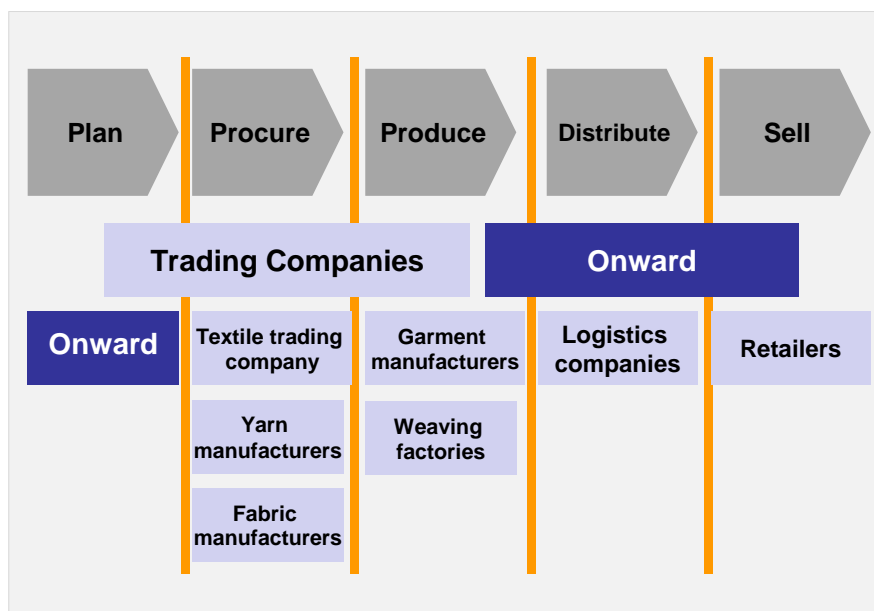 Plan
Procure
Produce
Distribute
Sell
Trading Companies
Onward
Onward
Textile trading
company
Garment
manufacturers
Logistics
companies
Retailers
Yarn
manufacturers
Weaving
factories
Fabric
manufacturers